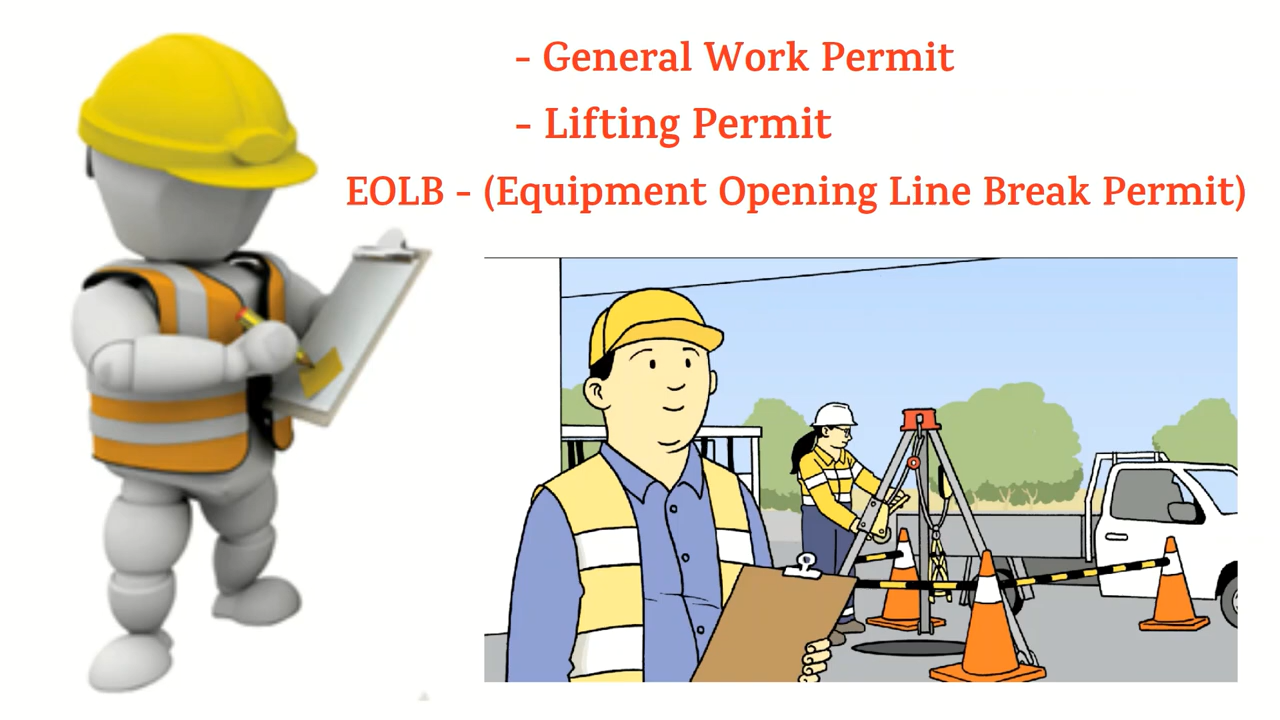 - General Work Permit
- Lifting Permit
EOLB - (Equipment Opening Line Break Permit)